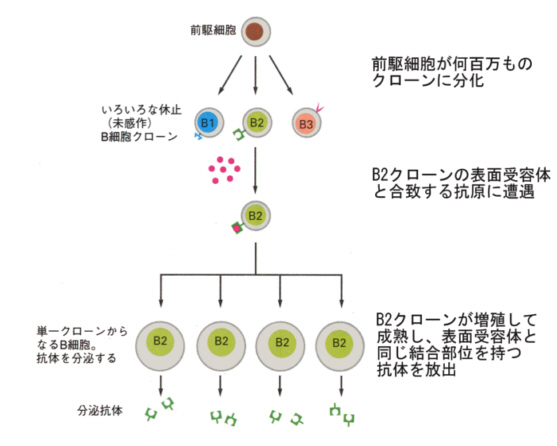 前駆細胞
前駆細胞が何百万もの
クローンに分化
いろいろな休止
（未感作）
B細胞クローン
B1
B2
B3
B2クローンの表面受容体
と合致する抗原に遭遇
B2
B2クローンが増殖して
成熟し、表面受容体と
同じ結合部位を持つ
抗体を放出
単一クローンから
なるB細胞。
抗体を分泌する
B2
B2
B2
B2
分泌抗体